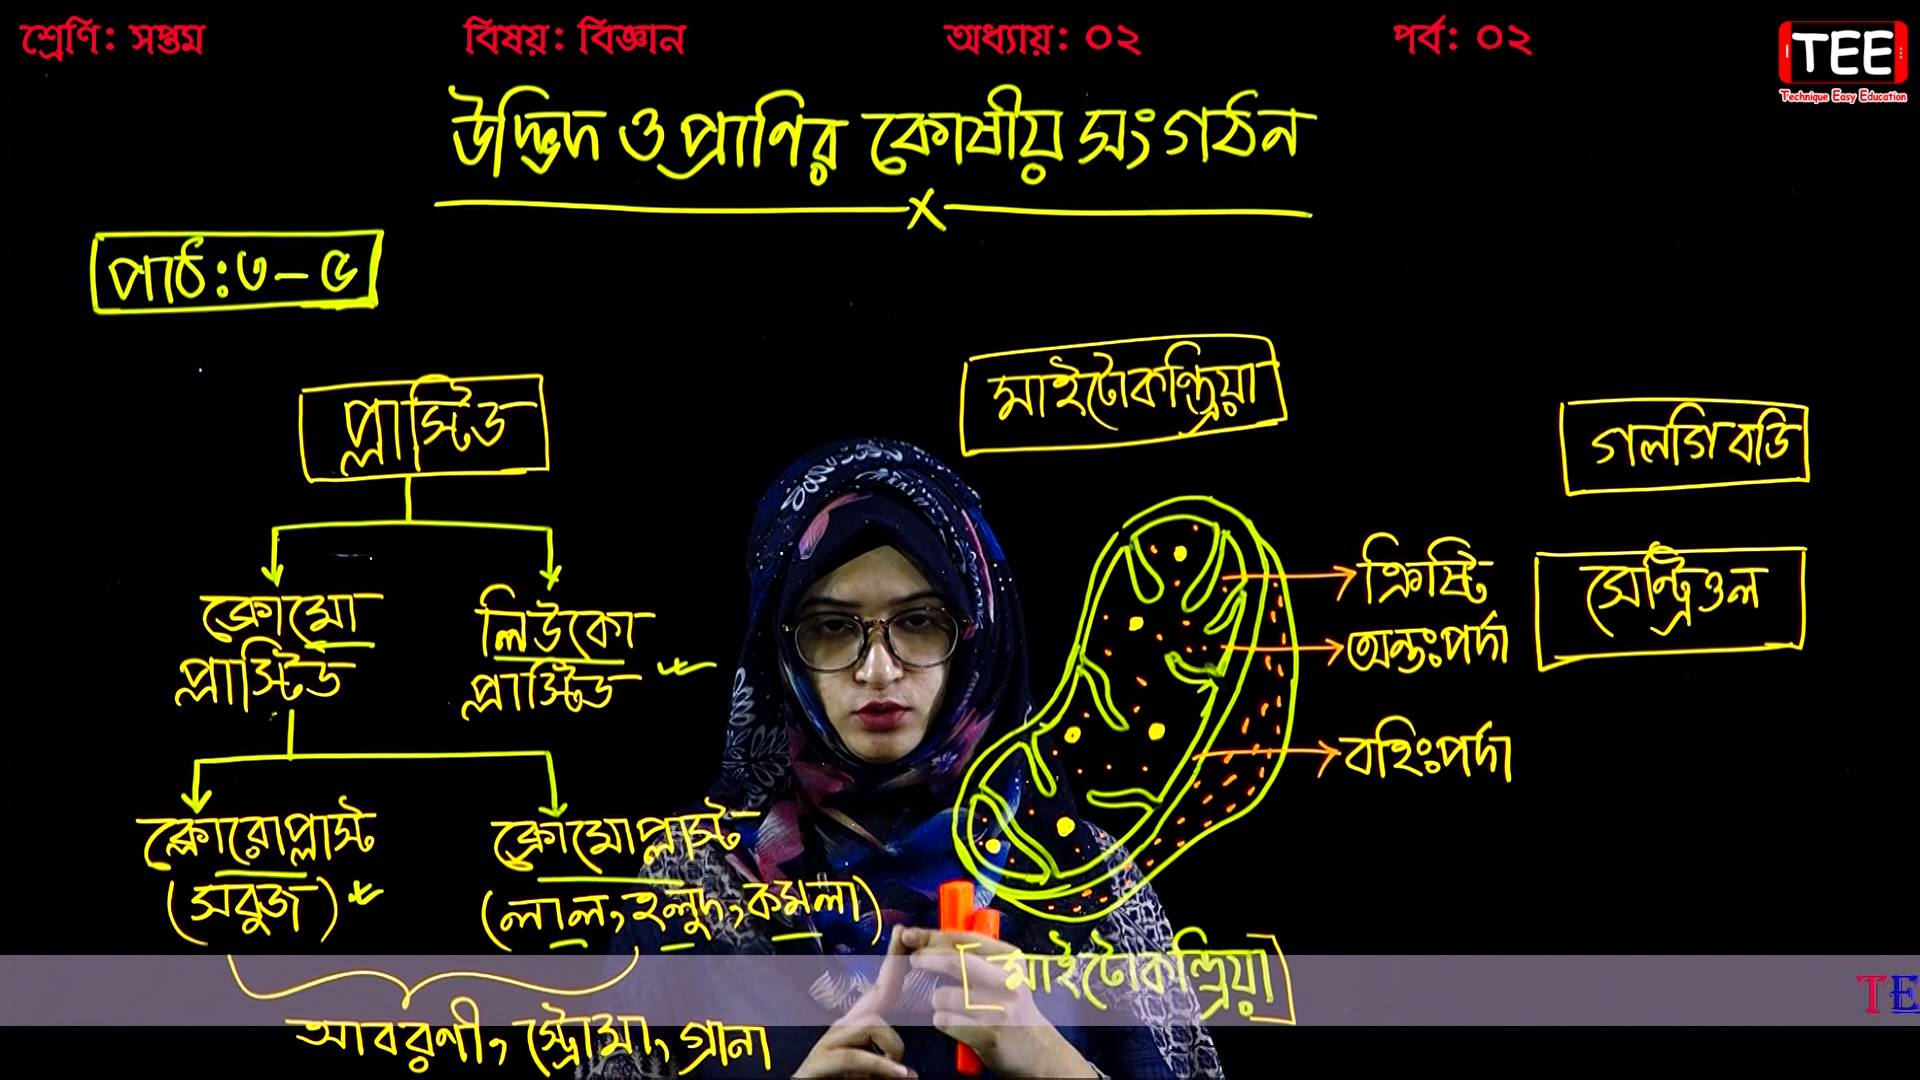 শ্রেণি: সপ্তম
বিষয়: বিজ্ঞান
অধ্যায়: ০২
পর্ব: ০২
TEE
Technique Easy Education
উদ্ভিদ ও প্রাণির কোষীয় সংগঠন
পাঠ: ৩ - ৫
প্লাস্টিড
ক্রোমো
প্লাস্টিড
লিউকো
প্লাস্টিড
ক্লোরোপ্লাস্ট
(সবুজ)
ক্রোমোপ্লাস্ট
(লাল, হলুদ, কমলা)
আবরণী, স্ট্রোমা, গ্রানা
মাইটোকন্ড্রিয়া
ক্রিষ্টি
অন্তঃপর্দা
বহিঃপর্দা
[মাইটোকন্ড্রিয়া]
গলগি বডি
সেন্ট্রিওল
TE